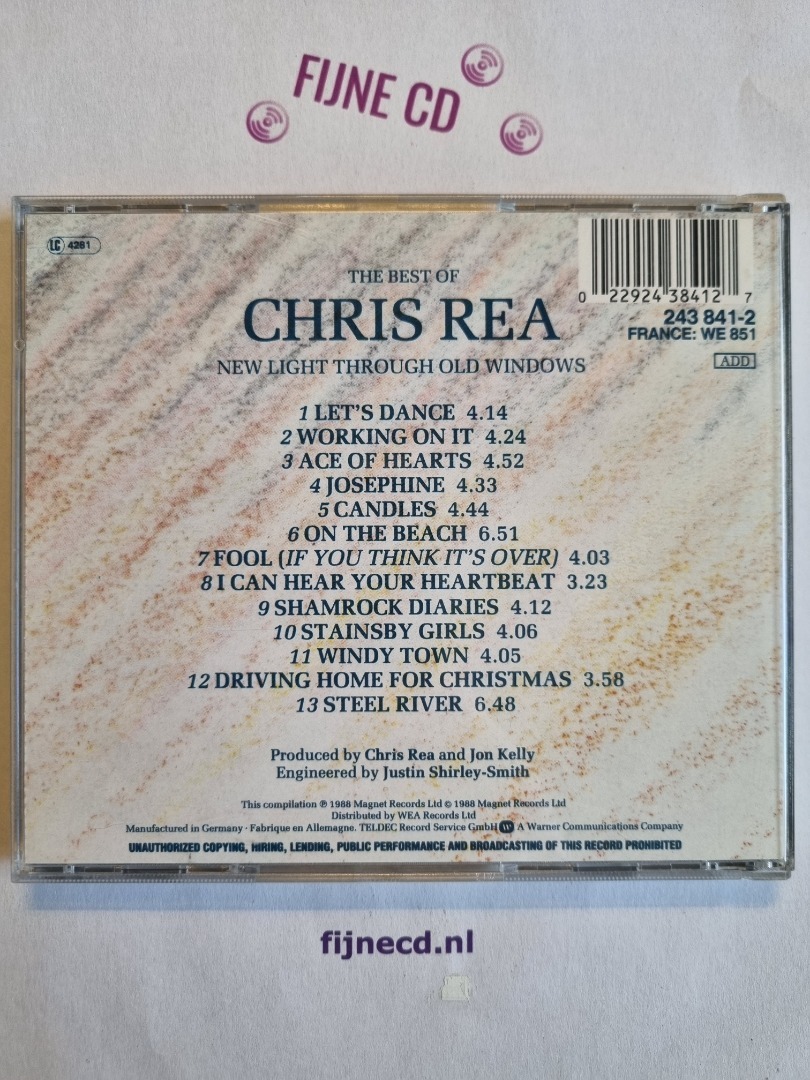 FIJNE CD
LC 4281
THE BEST OF
CHRIS REA
NEW LIGHT THROUGH OLD WINDOWS
0 22924 38412 7
243 841-2
FRANCE: WE 851
ADD
1 LET'S DANCE 4.14
2 WORKING ON IT 4.24
3 ACE OF HEARTS 4.52
4 JOSEPHINE 4.33
5 CANDLES 4.44
6 ON THE BEACH 6.51
7 FOOL (IF YOU THINK IT'S OVER) 4.03
8 I CAN HEAR YOUR HEARTBEAT 3.23
9 SHAMROCK DIARIES 4.12
10 STAINSBY GIRLS 4.06
11 WINDY TOWN 4.05
12 DRIVING HOME FOR CHRISTMAS 3.58
13 STEEL RIVER 6.48
Produced by Chris Rea and Jon Kelly
Engineered by Justin Shirley-Smith
This compilation ℗ 1988 Magnet Records Ltd © 1988 Magnet Records Ltd
Distributed by WEA Records Ltd
Manufactured in Germany · Fabrique en Allemagne. TELDEC Record Service GmbH A Warner Communications Company
UNAUTHORIZED COPYING, HIRING, LENDING, PUBLIC PERFORMANCE AND BROADCASTING OF THIS RECORD PROHIBITED
fijnecd.nl